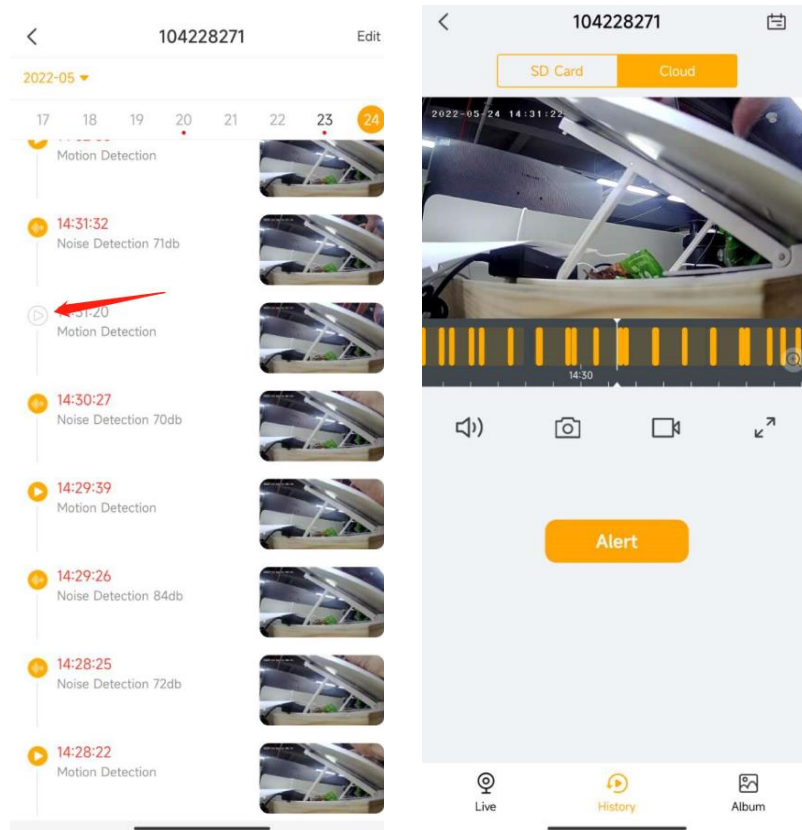 104228271
Edit
2022-05
17 18 19 20 21 22 23 24
Motion Detection
14:31:32
Noise Detection 71db
14:31:20
Motion Detection
14:30:27
Noise Detection 70db
14:29:39
Motion Detection
14:29:26
Noise Detection 84db
14:28:25
Noise Detection 72db
14:28:22
Motion Detection
104228271
SD Card
Cloud
2022-05-24 14:31:22
14:30
Alert
Live
History
Album